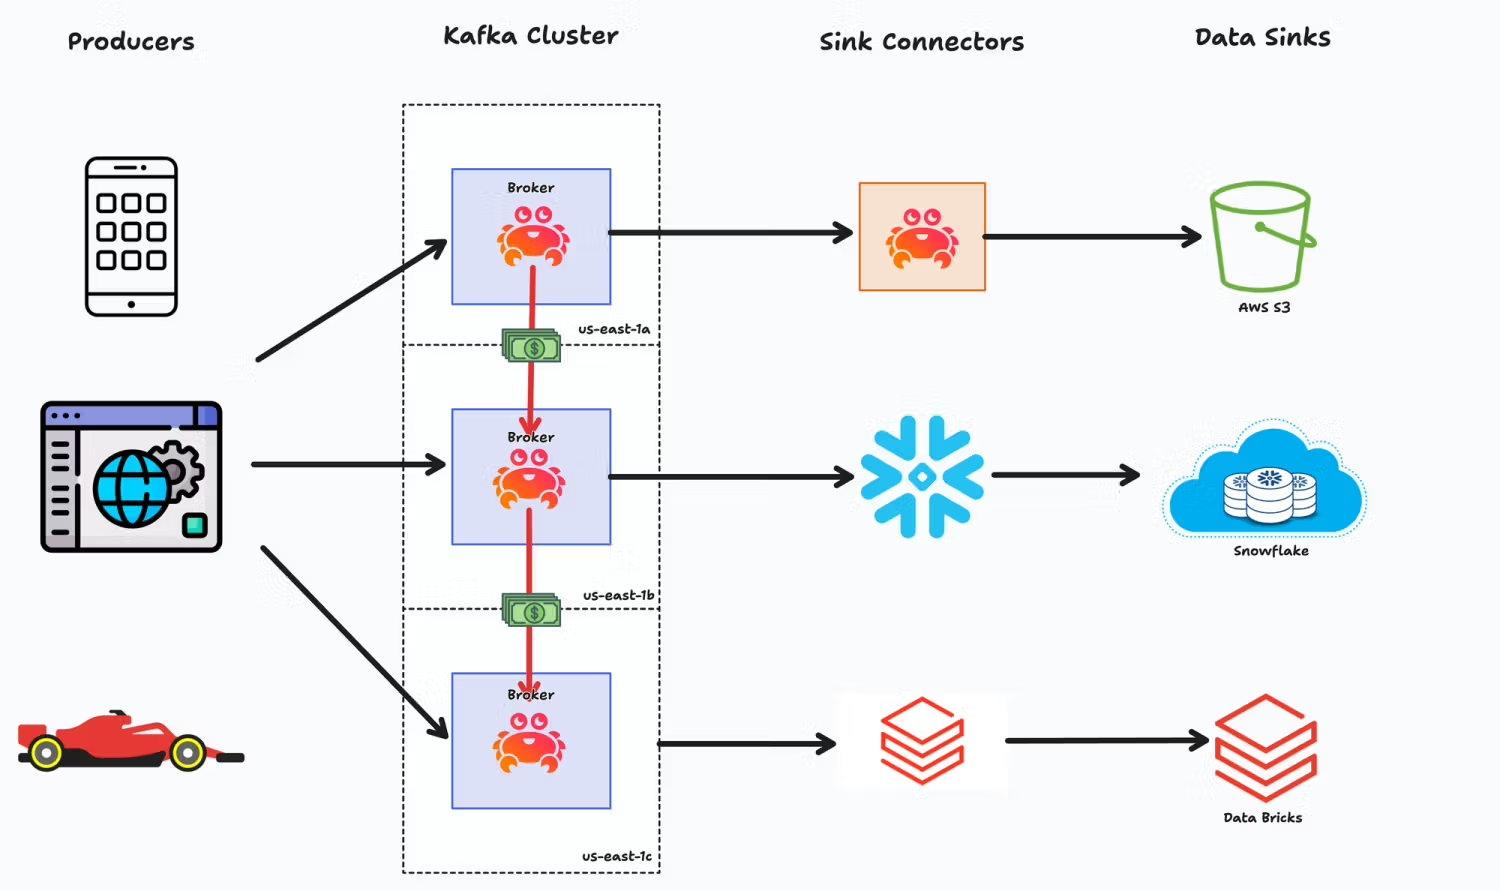 Producers
Kafka Cluster
Sink Connectors
Data Sinks
Broker
us-east-1a
AWS S3
Broker
us-east-1b
Snowflake
Broker
us-east-1c
Data Bricks